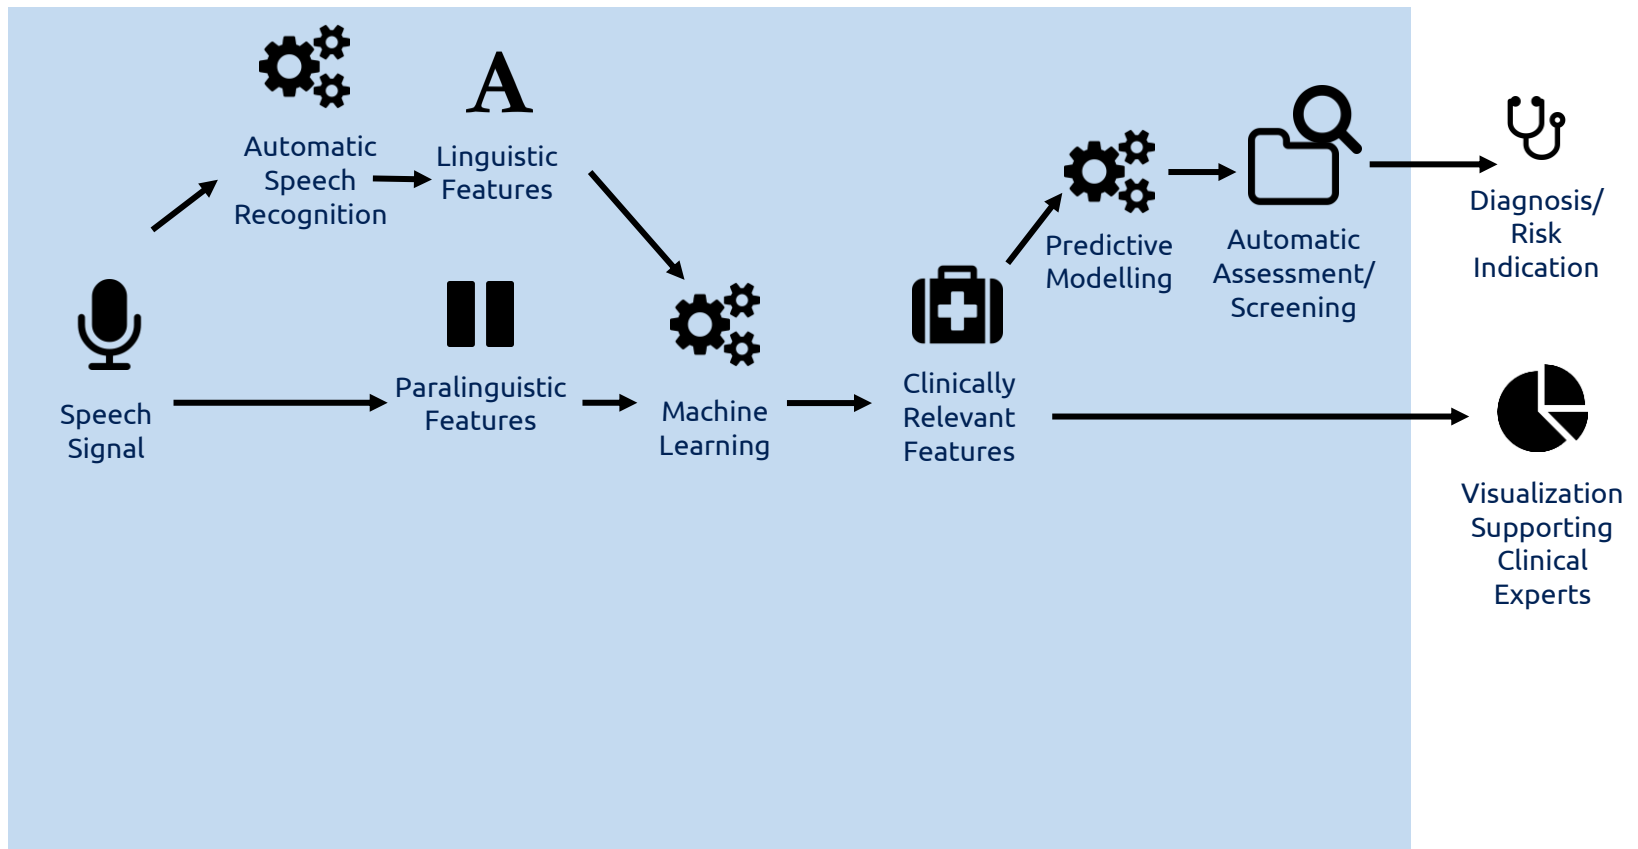 Automatic
Speech
Recognition
A
Linguistic
Features
Speech
Signal
Paralinguistic
Features
Machine
Learning
Clinically
Relevant
Features
Predictive
Modelling
Automatic
Assessment/
Screening
Diagnosis/
Risk
Indication
Visualization
Supporting
Clinical
Experts